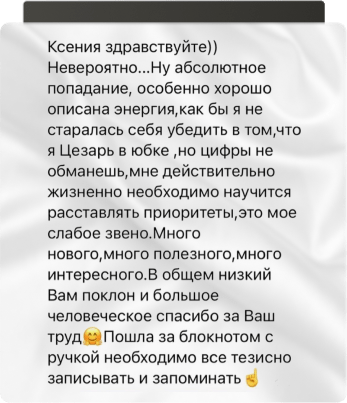 Ксения здравствуйте))
Невероятно...Ну абсолютное
попадание, особенно хорошо
описана энергия,как бы я не
старалась себя убедить в том,что
я Цезарь в юбке ,но цифры не
обманешь,мне действительно
жизненно необходимо научится
расставлять приоритеты,это мое
слабое звено.Много
нового,много полезного,много
интересного.В общем низкий
Вам поклон и большое
человеческое спасибо за Ваш
труд🤗Пошла за блокнотом с
ручкой необходимо все тезисно
записывать и запоминать☝️